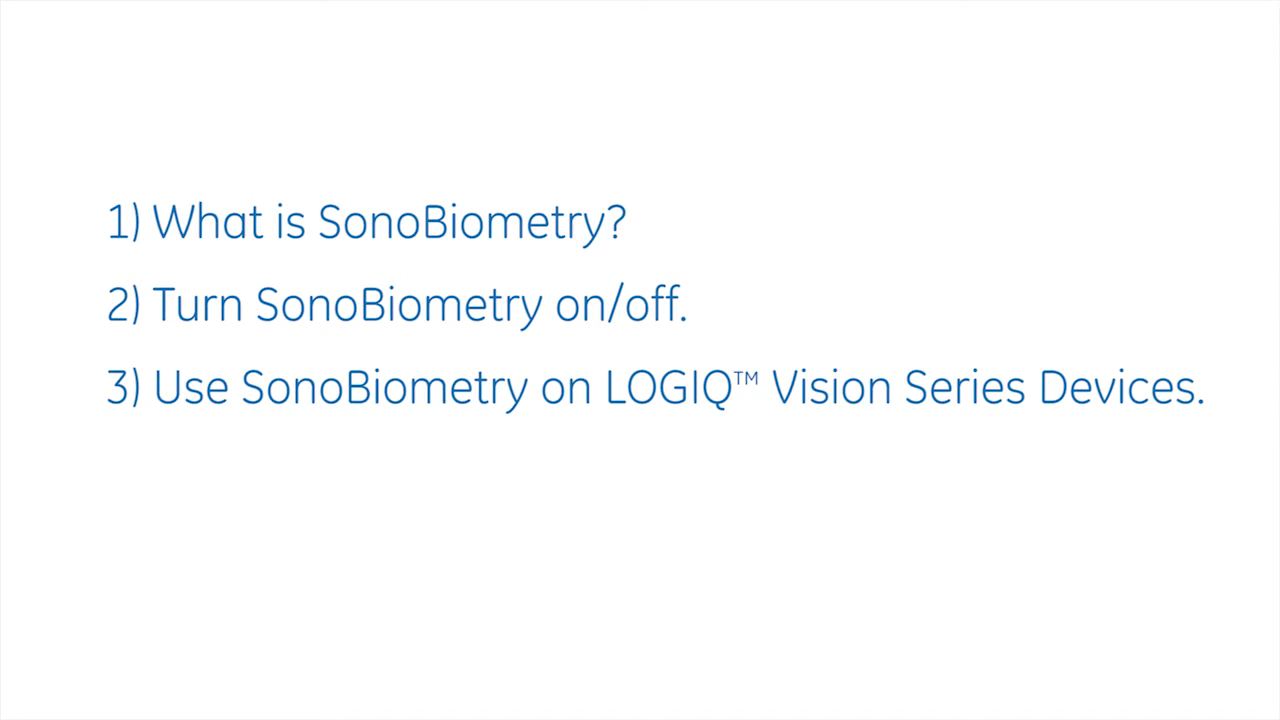 1) What is SonoBiometry?
2) Turn SonoBiometry on/off.
3) Use SonoBiometry on LOGIQ™ Vision Series Devices.